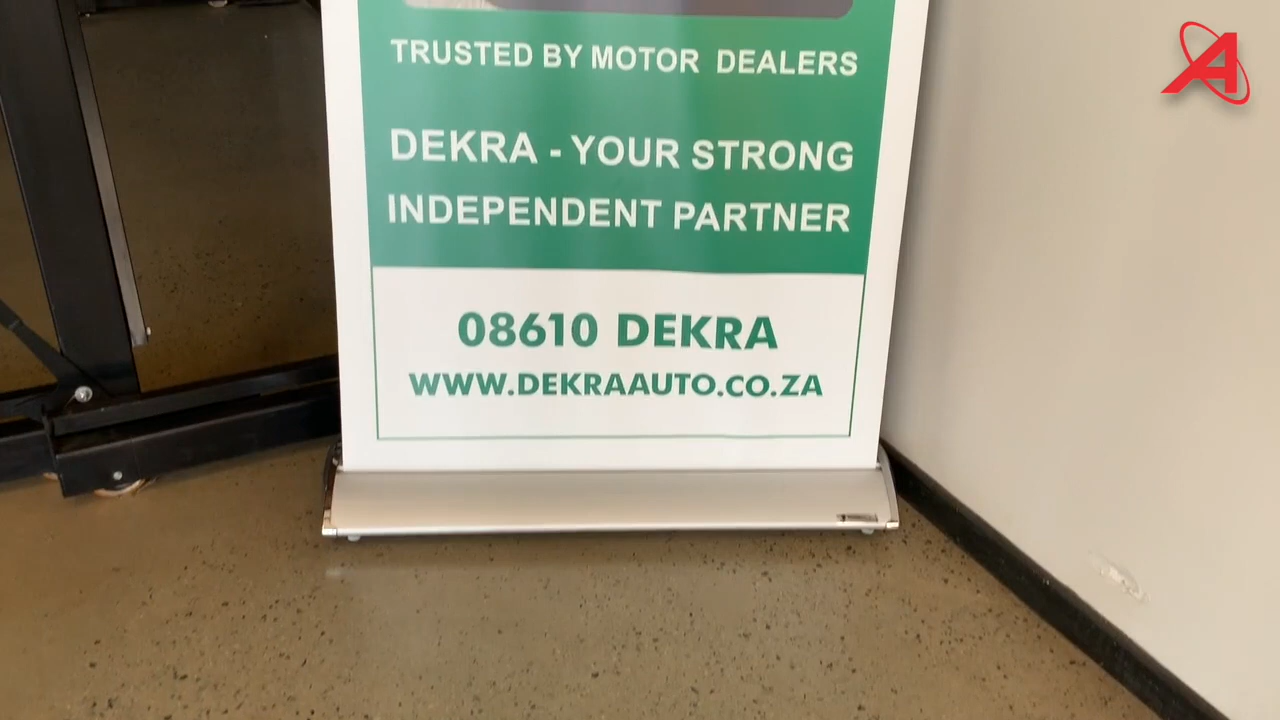 TRUSTED BY MOTOR DEALERS
DEKRA - YOUR STRONG
INDEPENDENT PARTNER
08610 DEKRA
WWW.DEKRAAUTO.CO.ZA